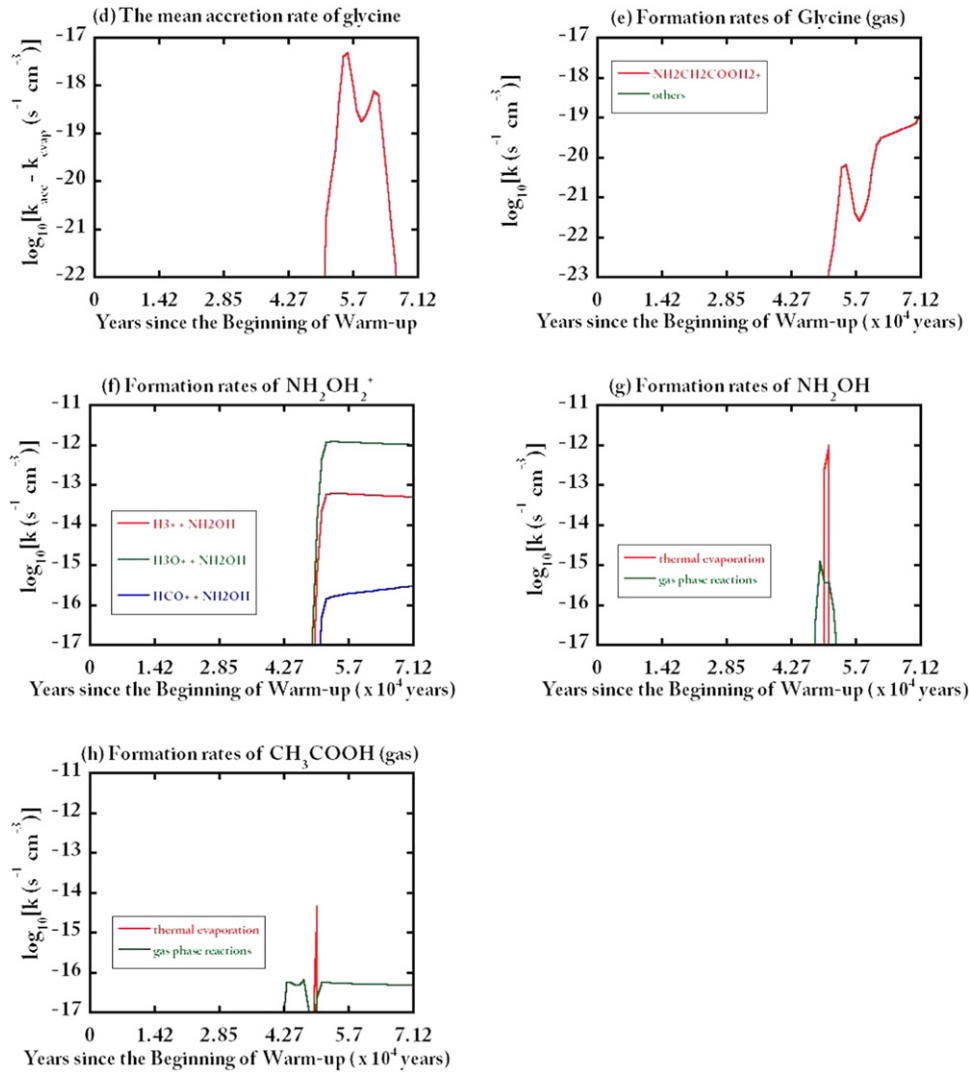 (d) The mean accretion rate of glycine
log₁₀[k_acc - k_evap (s⁻¹ cm⁻³)]
-17
-18
-19
-20
-21
-22
0 1.42 2.85 4.27 5.7 7.12
Years since the Beginning of Warm-up
(e) Formation rates of Glycine (gas)
log₁₀[k (s⁻¹ cm⁻³)]
-17
-18
-19
-20
-21
-22
-23
NH2CH2COOH2+
others
0 1.42 2.85 4.27 5.7 7.12
Years since the Beginning of Warm-up (x 10⁴ years)
(f) Formation rates of NH₂OH₂⁺
log₁₀[k (s⁻¹ cm⁻³)]
-11
-12
-13
-14
-15
-16
-17
H3+ + NH2OH
H3O+ + NH2OH
HCO+ + NH2OH
0 1.42 2.85 4.27 5.7 7.12
Years since the Beginning of Warm-up (x 10⁴ years)
(g) Formation rates of NH₂OH
log₁₀[k (s⁻¹ cm⁻³)]
-11
-12
-13
-14
-15
-16
-17
thermal evaporation
gas phase reactions
0 1.42 2.85 4.27 5.7 7.12
Years since the Beginning of Warm-up (x 10⁴ years)
(h) Formation rates of CH₃COOH (gas)
log₁₀[k (s⁻¹ cm⁻³)]
-11
-12
-13
-14
-15
-16
-17
thermal evaporation
gas phase reactions
0 1.42 2.85 4.27 5.7 7.12
Years since the Beginning of Warm-up (x 10⁴ years)